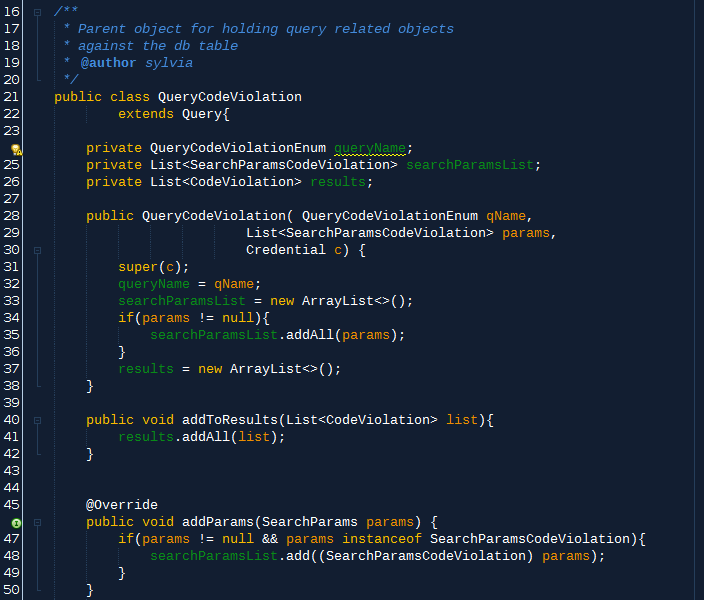 16 /**
17  * Parent object for holding query related objects
18  * against the db table
19  * @author sylvia
20  */
21 public class QueryCodeViolation
22         extends Query{
23
    private QueryCodeViolationEnum queryName;
25     private List<SearchParamsCodeViolation> searchParamsList;
26     private List<CodeViolation> results;
27
28     public QueryCodeViolation( QueryCodeViolationEnum qName,
29                         List<SearchParamsCodeViolation> params,
30                         Credential c) {
31         super(c);
32         queryName = qName;
33         searchParamsList = new ArrayList<>();
34         if(params != null){
35             searchParamsList.addAll(params);
36         }
37         results = new ArrayList<>();
38     }
39
40     public void addToResults(List<CodeViolation> list){
41         results.addAll(list);
42     }
43
44
45     @Override
    public void addParams(SearchParams params) {
47         if(params != null && params instanceof SearchParamsCodeViolation){
48             searchParamsList.add((SearchParamsCodeViolation) params);
49         }
50     }